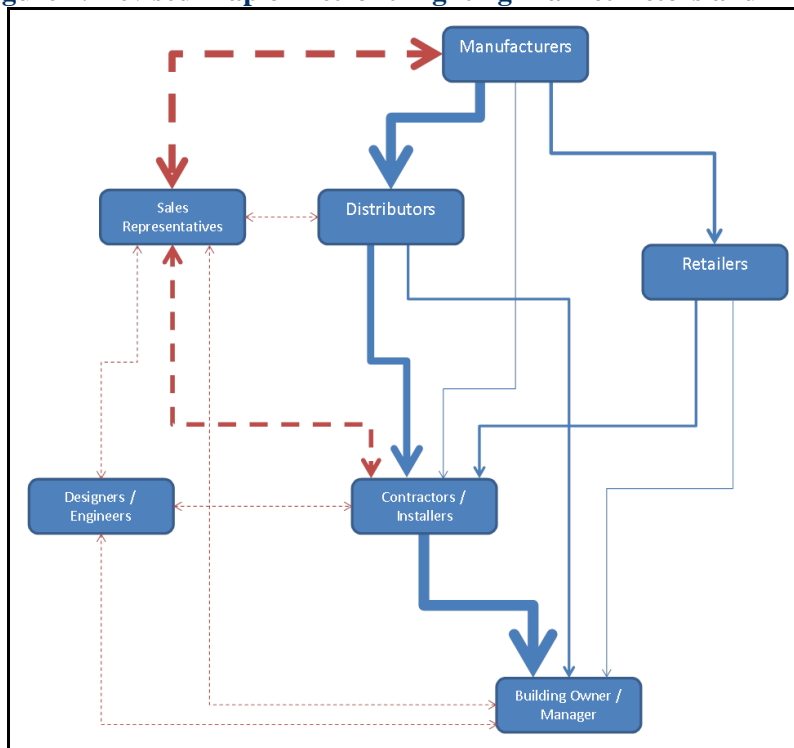 Manufacturers
Sales
Representatives
Distributors
Retailers
Designers /
Engineers
Contractors /
Installers
Building Owner /
Manager